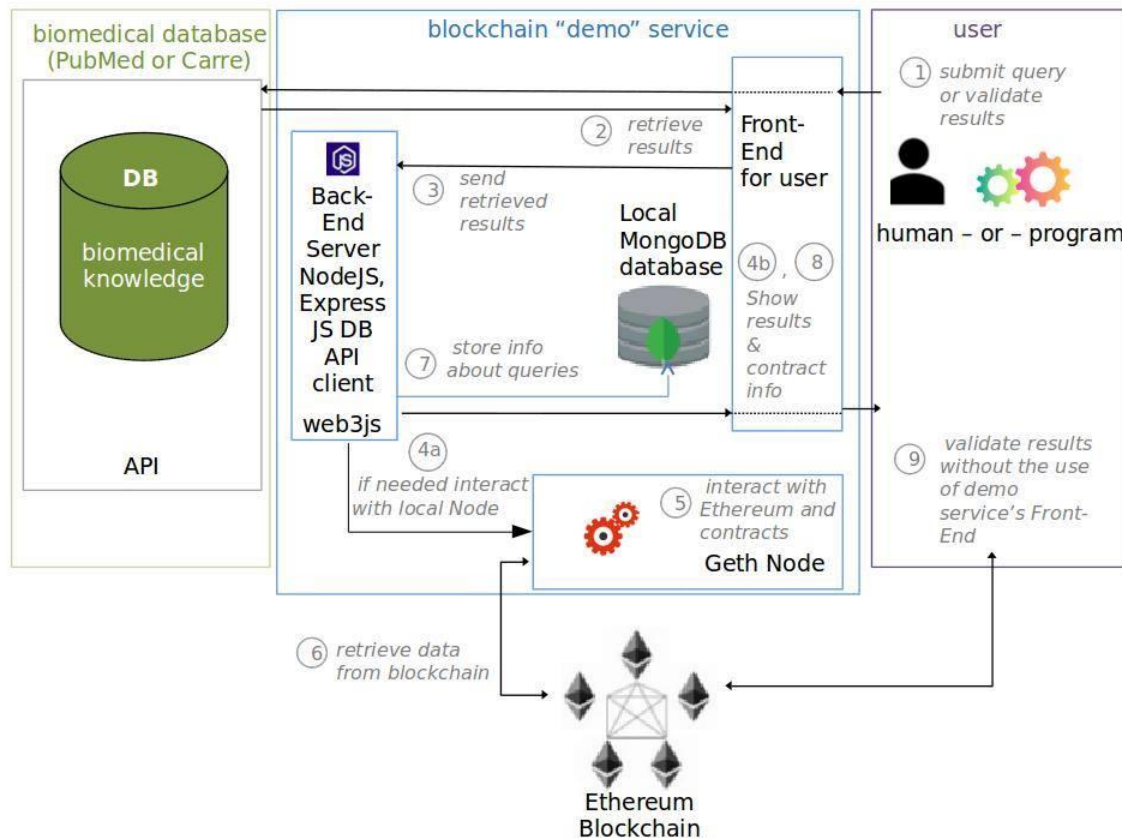 biomedical database
(PubMed or Carre)
DB
biomedical
knowledge
API
blockchain “demo” service
2 retrieve
results
JS
Back-
End
Server
NodeJS,
Express
JS DB
API
client
web3js
3 send
retrieved
results
Local
MongoDB
database
Front-
End
for user
4b , 8
Show
results
&
contract
info
7 store info
about queries
4a
if needed interact
with local Node
5 interact with
Ethereum and
contracts
Geth Node
user
1 submit query
or validate
results
human – or – program
9 validate results
without the use
of demo
service’s Front-
End
6 retrieve data
from blockchain
Ethereum
Blockchain